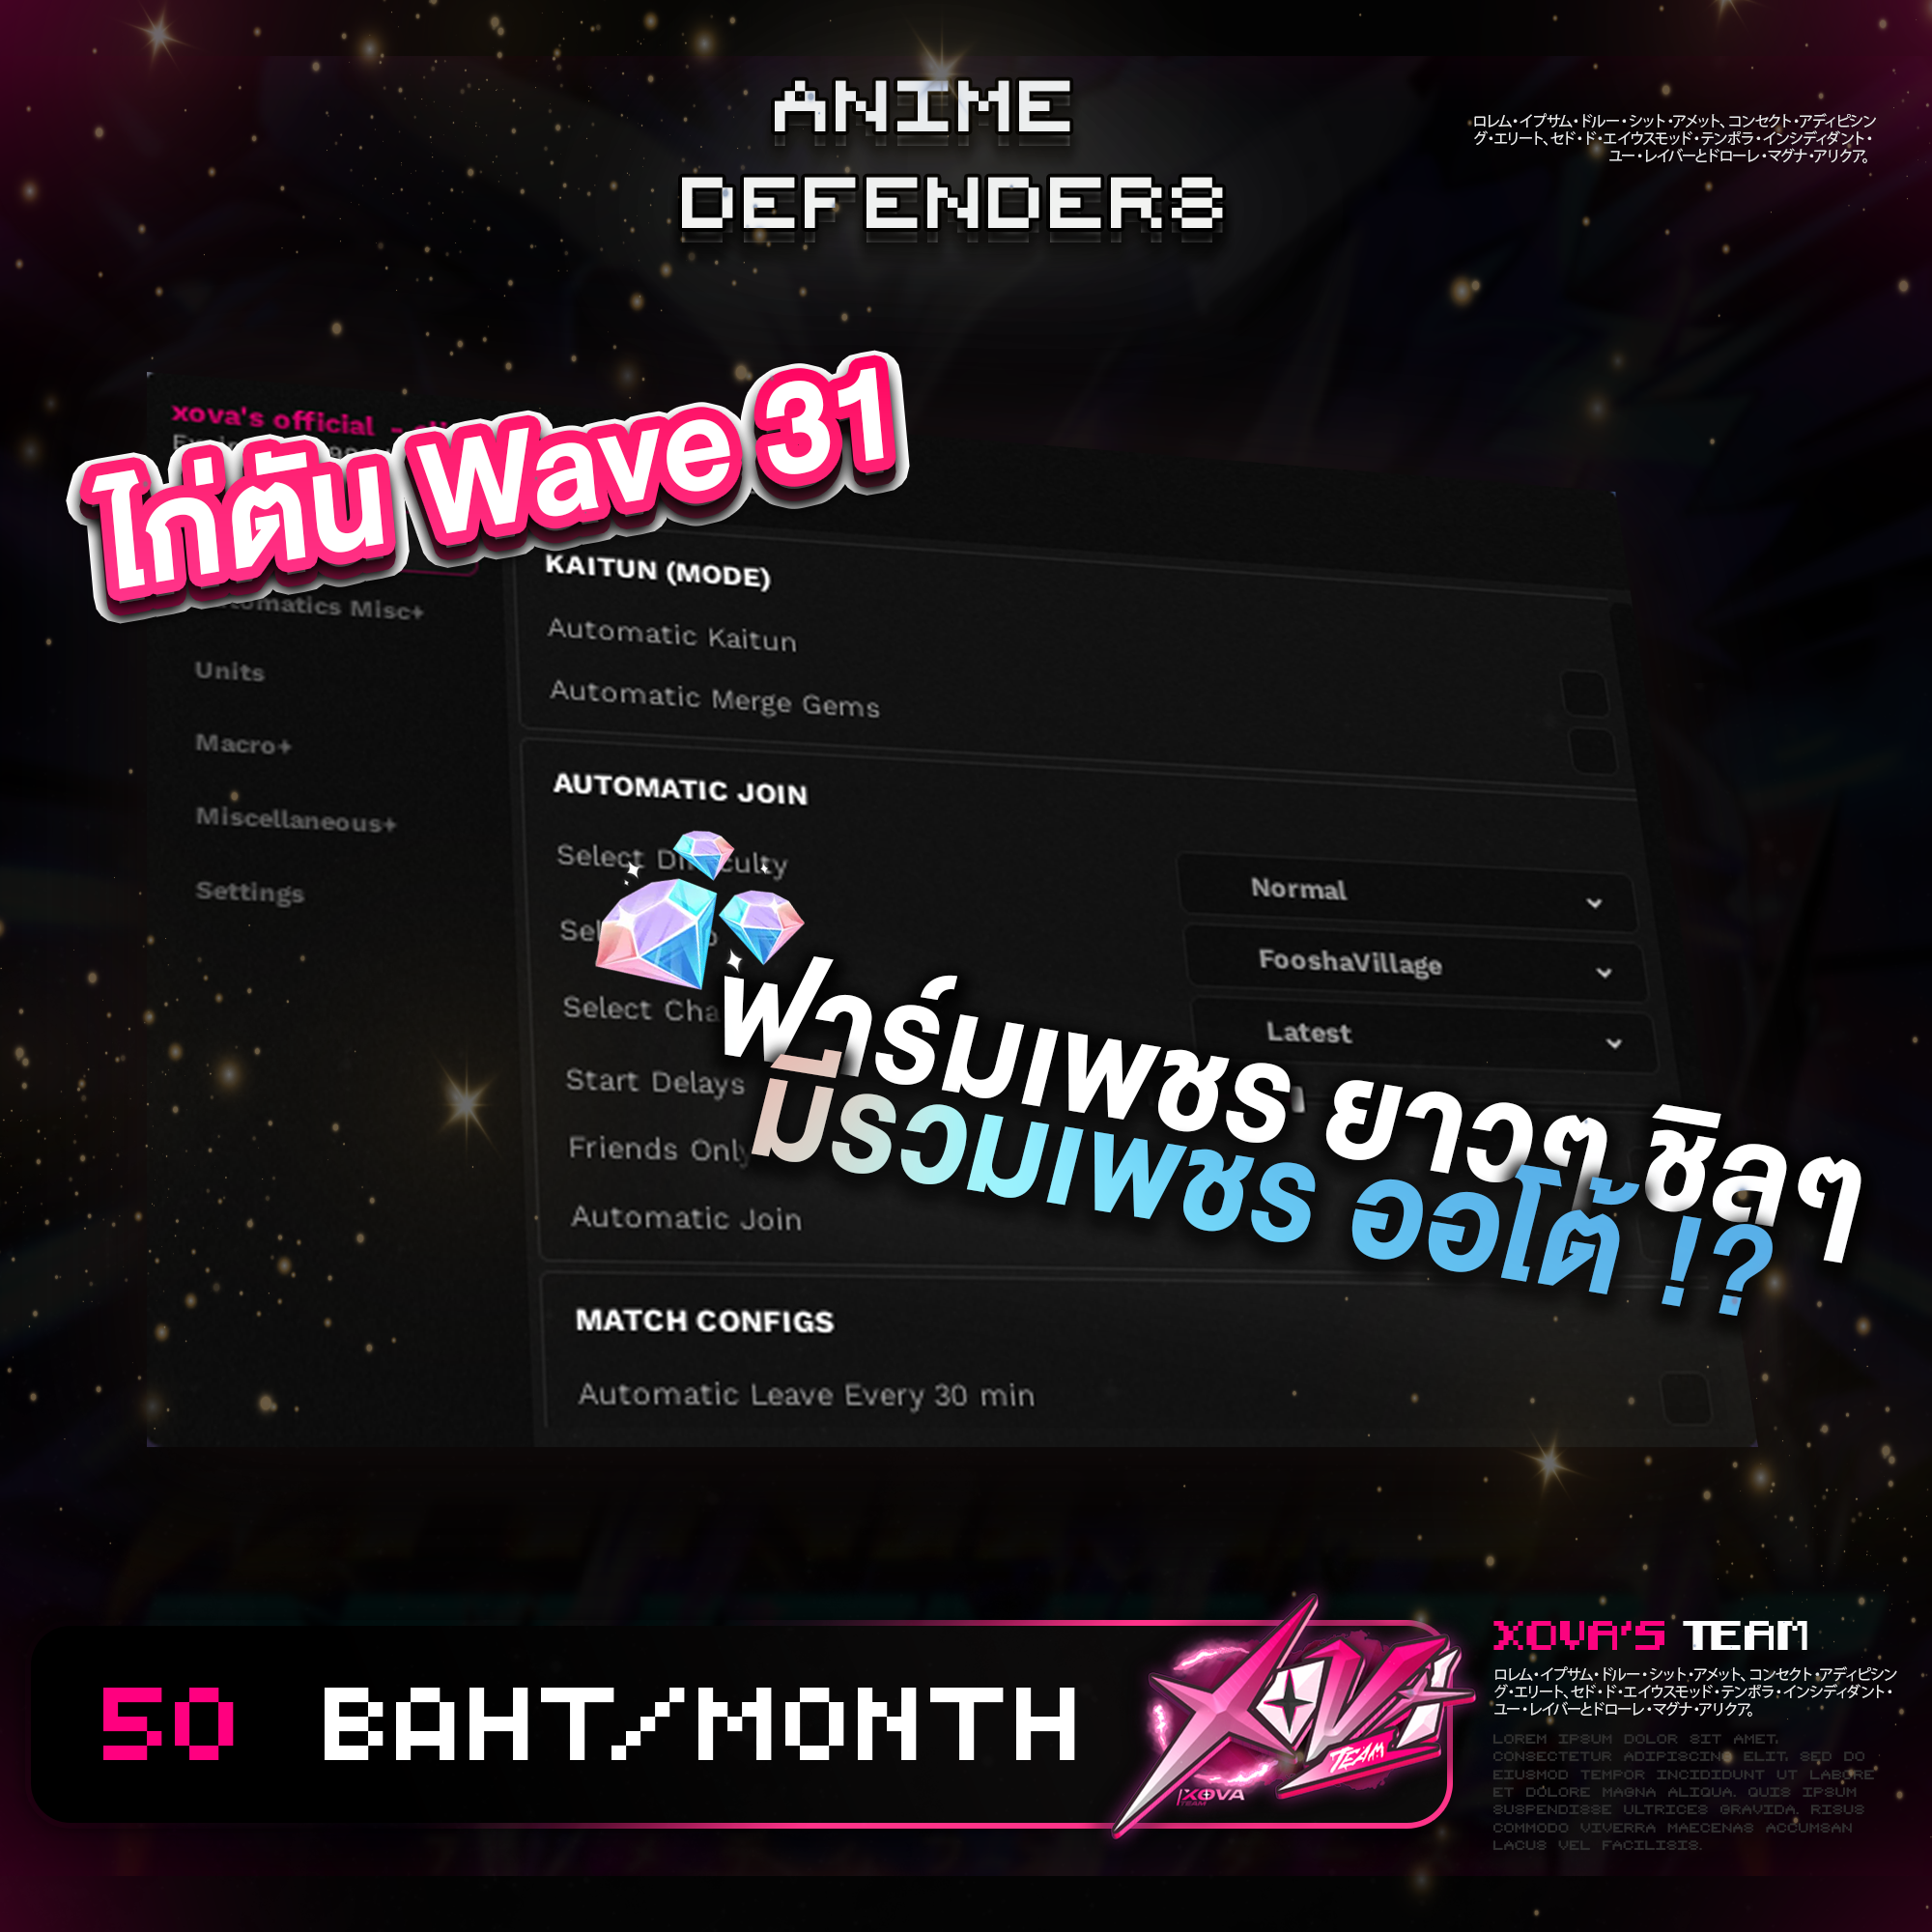 ANIME
DEFENDERS
ロレム・イプサム・ドルー・シット・アメット、コンセクト・アディピシン
グ・エリート、セド・ド・エイウスモッド・テンポラ・インシディダント・
ユー・レイバーとドローレ・マグナ・アリクア。
xova's official -
ไก่ตัน Wave 31
KAITUN (MODE)
Automatic Kaitun
Automatic Merge Gems
Misc+
Units
Macro+
Miscellaneous+
Settings
AUTOMATIC JOIN
Select Difficulty
Normal
FooshaVillage
Select
Latest
Start Delays
Friends Only
Automatic Join
ฟาร์มเพชร ยาวๆ ชิลๆ
มีรวมเพชร ออโต้ !?
MATCH CONFIGS
Automatic Leave Every 30 min
50 BAHT/MONTH
XOVA
TEAM
XOVA
TEAM
XOVA'S TEAM
ロレム・イプサム・ドルー・シット・アメット、コンセクト・アディピシン
グ・エリート、セド・ド・エイウスモッド・テンポラ・インシディダント・
ユー・レイバーとドローレ・マグナ・アリクア。
LOREM IPSUM DOLOR SIT AMET,
CONSECTETUR ADIPISCING ELIT, SED DO
EIUSMOD TEMPOR INCIDIDUNT UT LABORE
ET DOLORE MAGNA ALIQUA. QUIS IPSUM
SUSPENDISSE ULTRICES GRAVIDA. RISUS
COMMODO VIVERRA MAECENAS ACCUMSAN
LACUS VEL FACILISIS.